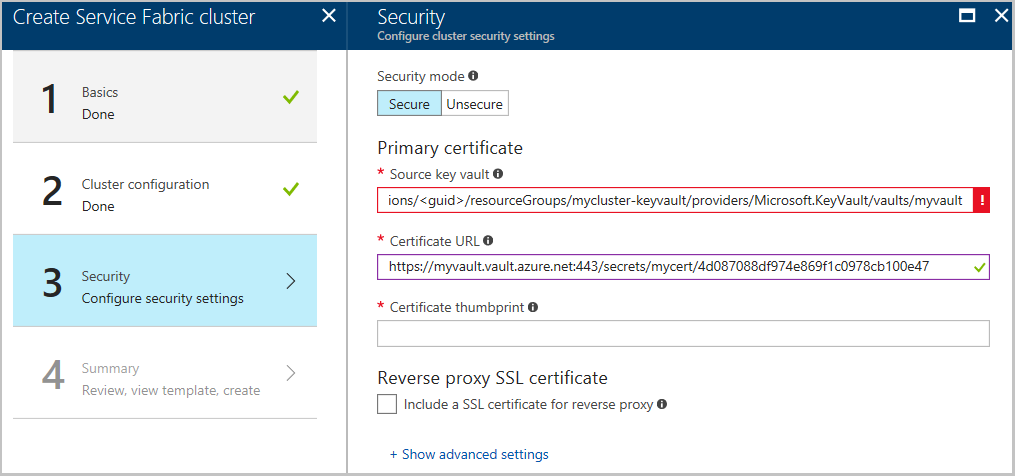 Create Service Fabric cluster
1
Basics
Done
2
Cluster configuration
Done
3
Security
Configure security settings
4
Summary
Review, view template, create
Security
Configure cluster security settings
Security mode
Secure Unsecure
Primary certificate
* Source key vault
ions/<guid>/resourceGroups/mycluster-keyvault/providers/Microsoft.KeyVault/vaults/myvault
* Certificate URL
https://myvault.vault.azure.net:443/secrets/mycert/4d087088df974e869f1c0978cb100e47
* Certificate thumbprint
Reverse proxy SSL certificate
Include a SSL certificate for reverse proxy
+ Show advanced settings